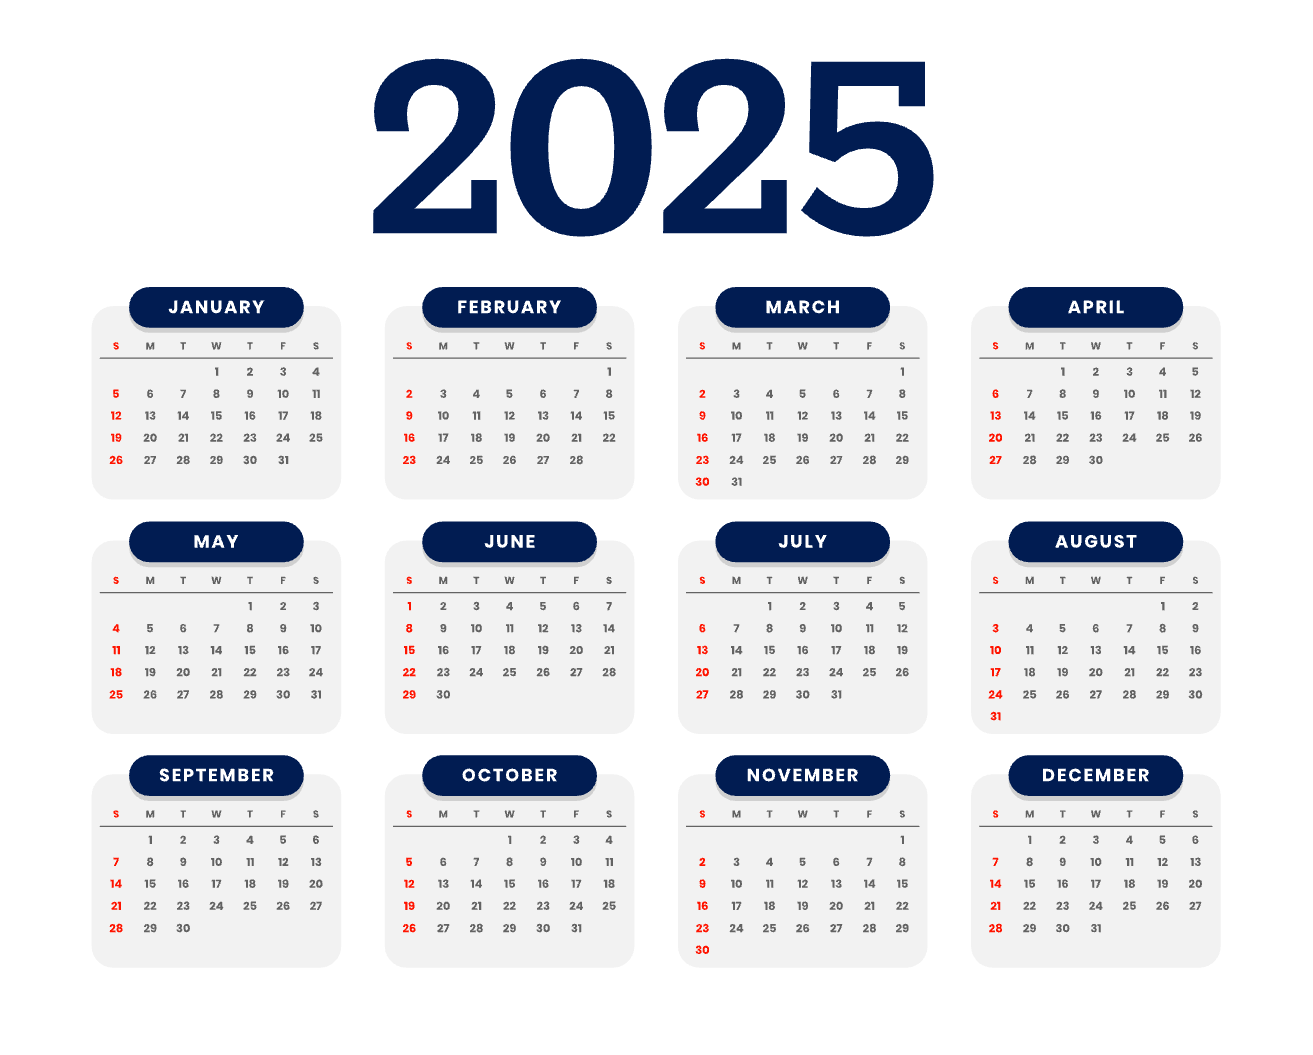 2025
JANUARY
S M T W T F S
1 2 3 4
5 6 7 8 9 10 11
12 13 14 15 16 17 18
19 20 21 22 23 24 25
26 27 28 29 30 31
FEBRUARY
S M T W T F S
1
2 3 4 5 6 7 8
9 10 11 12 13 14 15
16 17 18 19 20 21 22
23 24 25 26 27 28
MARCH
S M T W T F S
1
2 3 4 5 6 7 8
9 10 11 12 13 14 15
16 17 18 19 20 21 22
23 24 25 26 27 28 29
30 31
APRIL
S M T W T F S
1 2 3 4 5
6 7 8 9 10 11 12
13 14 15 16 17 18 19
20 21 22 23 24 25 26
27 28 29 30
MAY
S M T W T F S
1 2 3
4 5 6 7 8 9 10
11 12 13 14 15 16 17
18 19 20 21 22 23 24
25 26 27 28 29 30 31
JUNE
S M T W T F S
1 2 3 4 5 6 7
8 9 10 11 12 13 14
15 16 17 18 19 20 21
22 23 24 25 26 27 28
29 30
JULY
S M T W T F S
1 2 3 4 5
6 7 8 9 10 11 12
13 14 15 16 17 18 19
20 21 22 23 24 25 26
27 28 29 30 31
AUGUST
S M T W T F S
1 2
3 4 5 6 7 8 9
10 11 12 13 14 15 16
17 18 19 20 21 22 23
24 25 26 27 28 29 30
31
SEPTEMBER
S M T W T F S
1 2 3 4 5 6
7 8 9 10 11 12 13
14 15 16 17 18 19 20
21 22 23 24 25 26 27
28 29 30
OCTOBER
S M T W T F S
1 2 3 4
5 6 7 8 9 10 11
12 13 14 15 16 17 18
19 20 21 22 23 24 25
26 27 28 29 30 31
NOVEMBER
S M T W T F S
1
2 3 4 5 6 7 8
9 10 11 12 13 14 15
16 17 18 19 20 21 22
23 24 25 26 27 28 29
30
DECEMBER
S M T W T F S
1 2 3 4 5 6
7 8 9 10 11 12 13
14 15 16 17 18 19 20
21 22 23 24 25 26 27
28 29 30 31